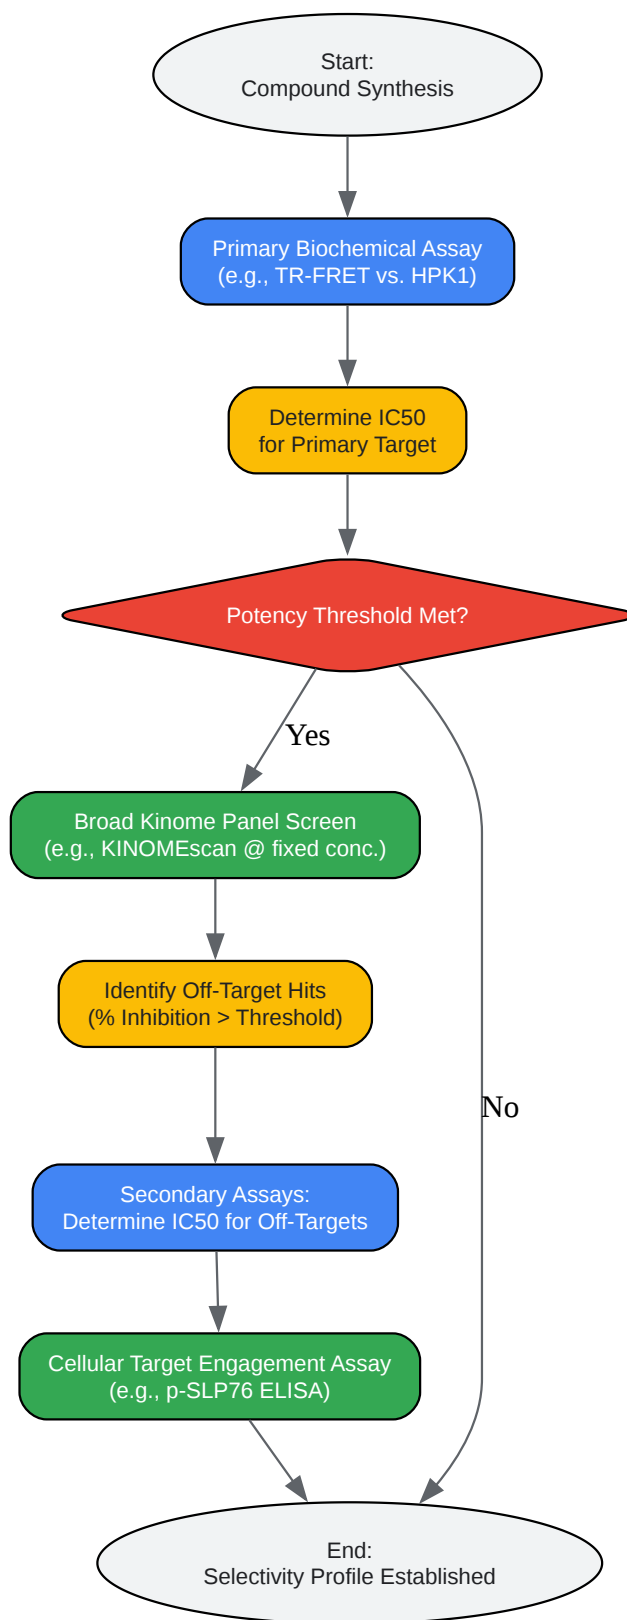 Start:
Compound Synthesis
Primary Biochemical Assay
(e.g., TR-FRET vs. HPK1)
Determine IC50
for Primary Target
Potency Threshold Met?
Yes
Broad Kinome Panel Screen
(e.g., KINOMEscan @ fixed conc.)
Identify Off-Target Hits
(% Inhibition > Threshold)
No
Secondary Assays:
Determine IC50 for Off-Targets
Cellular Target Engagement Assay
(e.g., p-SLP76 ELISA)
End:
Selectivity Profile Established